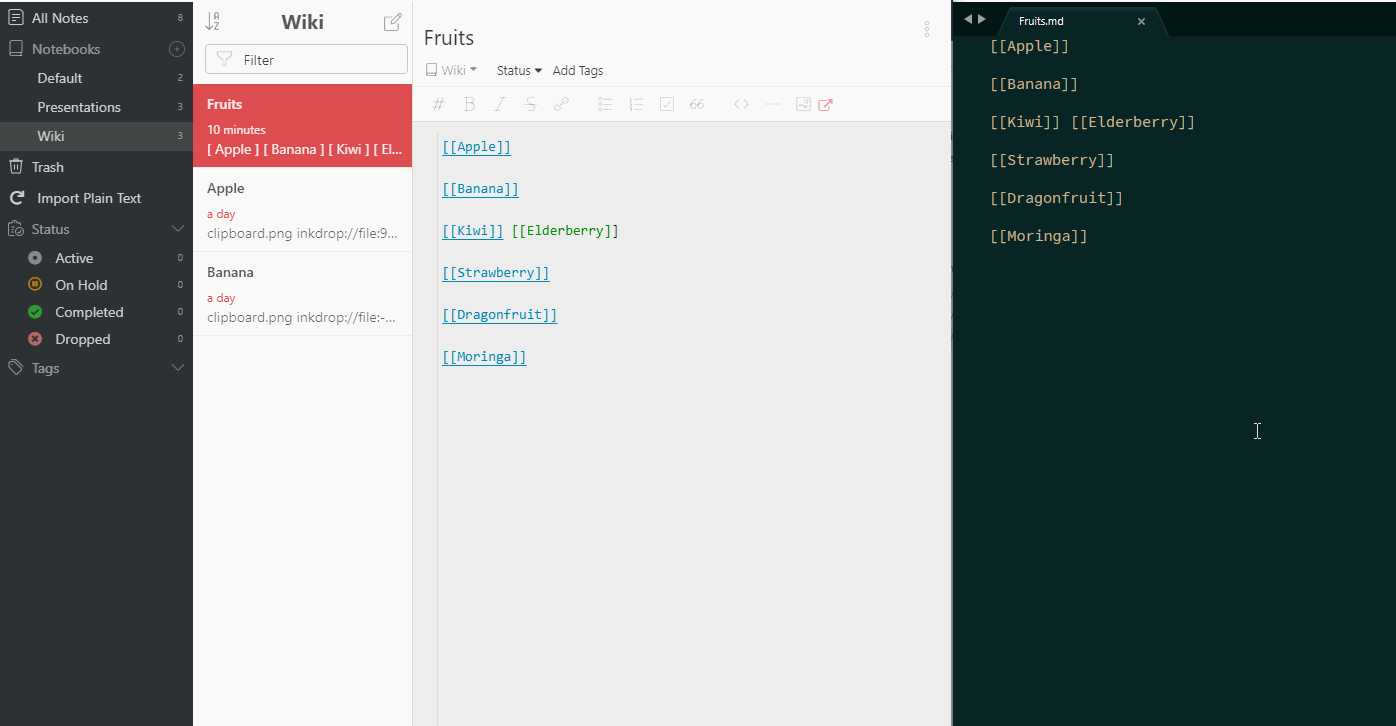 All Notes 8
Notebooks
Default 2
Presentations 3
Wiki 3
Trash
Import Plain Text
Status
Active 0
On Hold 0
Completed 0
Dropped 0
Tags
A
Z
Wiki
Filter
Fruits
10 minutes
[ Apple ] [ Banana ] [ Kiwi ] [ El...
Apple
a day
clipboard.png inkdrop://file:9...
Banana
a day
clipboard.png inkdrop://file:-...
Fruits
Wiki Status Add Tags
# B I S 66 <>
[[Apple]]
[[Banana]]
[[Kiwi]] [[Elderberry]]
[[Strawberry]]
[[Dragonfruit]]
[[Moringa]]
Fruits.md ×
[[Apple]]
[[Banana]]
[[Kiwi]] [[Elderberry]]
[[Strawberry]]
[[Dragonfruit]]
[[Moringa]]